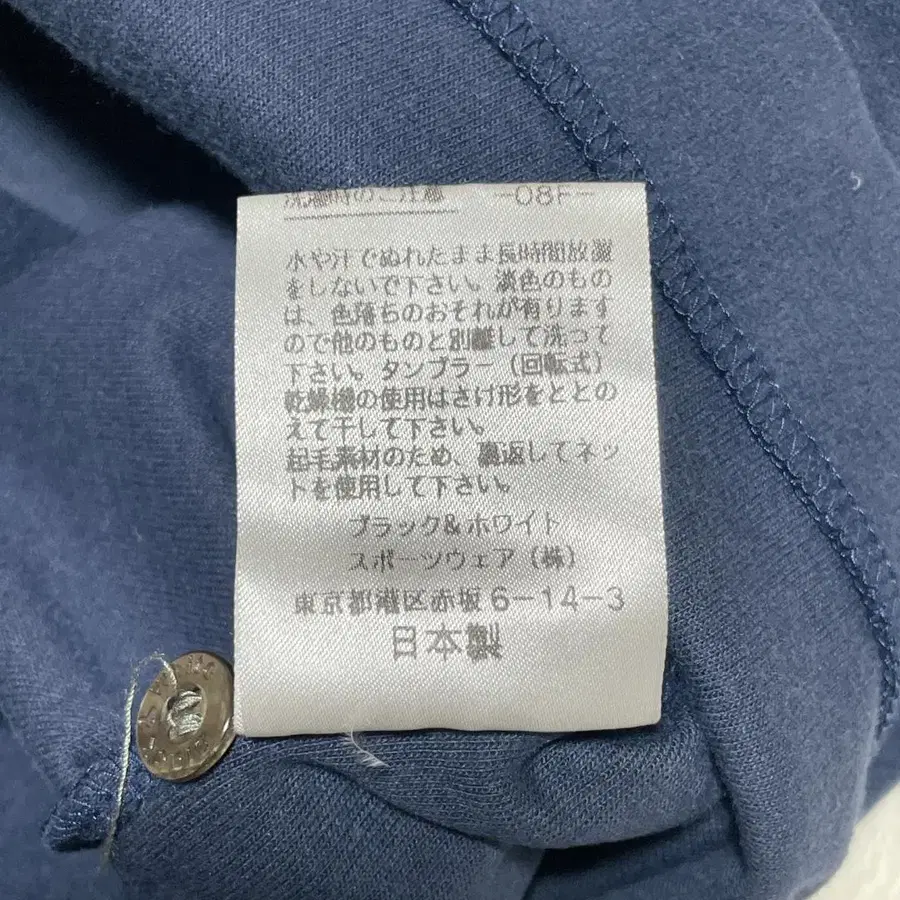 洗濯時のご注意 -08F-
水や汗でぬれたまま長時間放置
をしないで下さい。淡色のもの
は、色落ちのおそれが有ります
ので他のものと別離して洗って
下さい。タンブラー（回転式）
乾燥機の使用はさけ形をととの
えて干して下さい。
起毛素材のため、裏返してネッ
トを使用して下さい。
ブラック&ホワイト
スポーツウェア（株）
東京都港区赤坂6-14-3
日本製